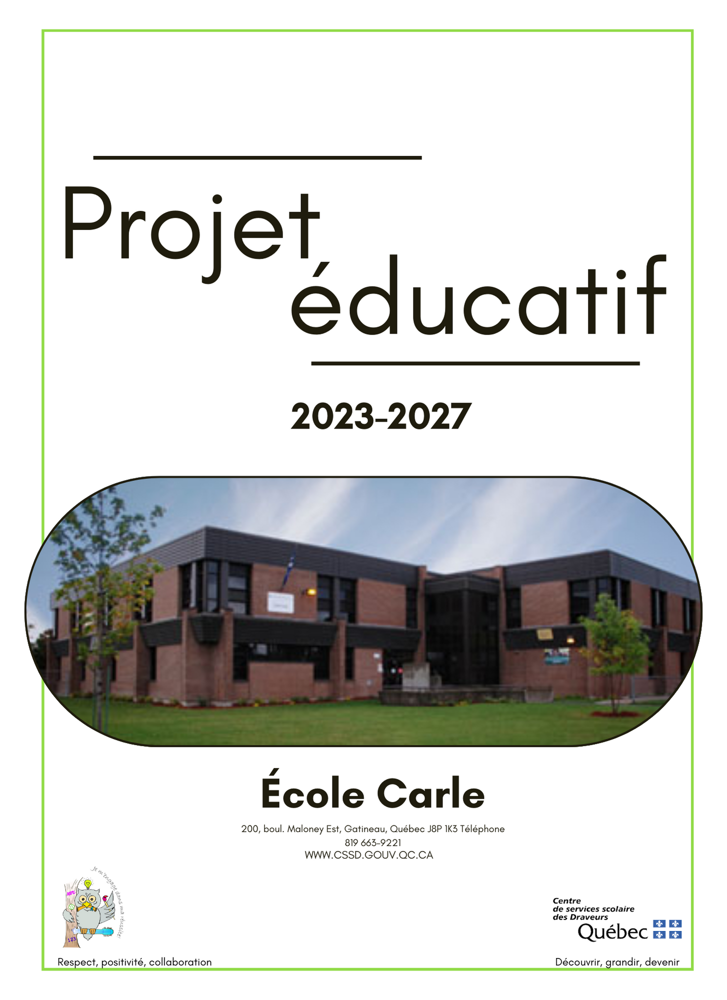 Projet
éducatif
2023-2027
École Carle
200, boul. Maloney Est, Gatineau, Québec J8P 1K3 Téléphone
819 663-9221
WWW.CSSD.GOUV.QC.CA
Je m'engage dans ma réussite!
ABC
123
Respect, positivité, collaboration
Centre
de services scolaire
des Draveurs
Québec
Découvrir, grandir, devenir